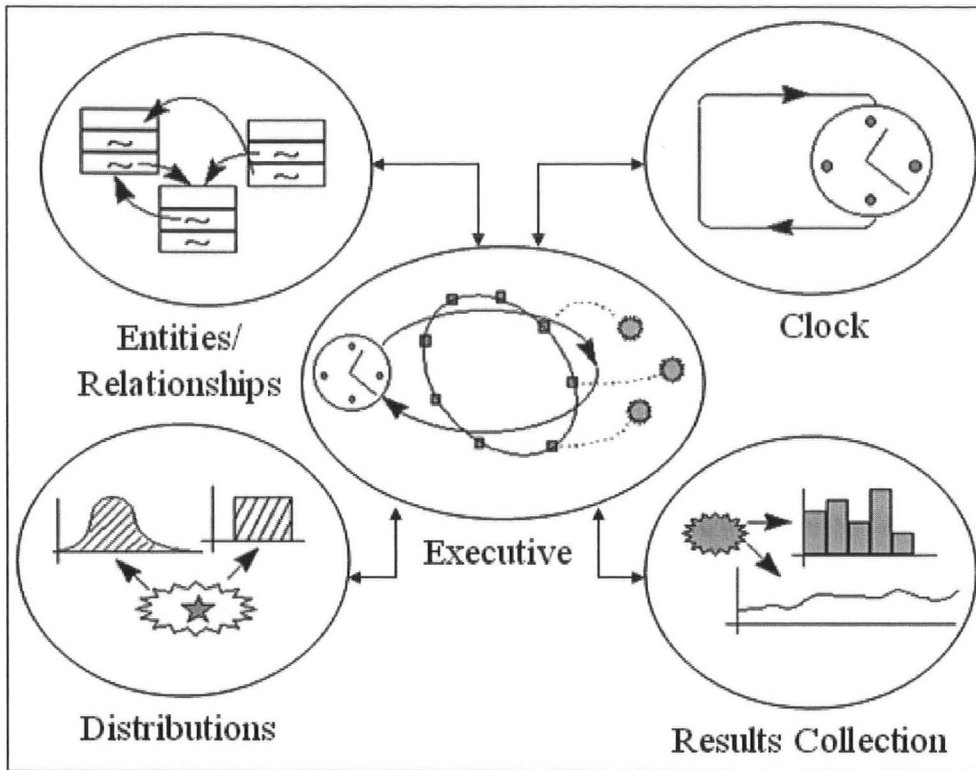 Entities/
Relationships
Clock
Executive
Distributions
Results Collection